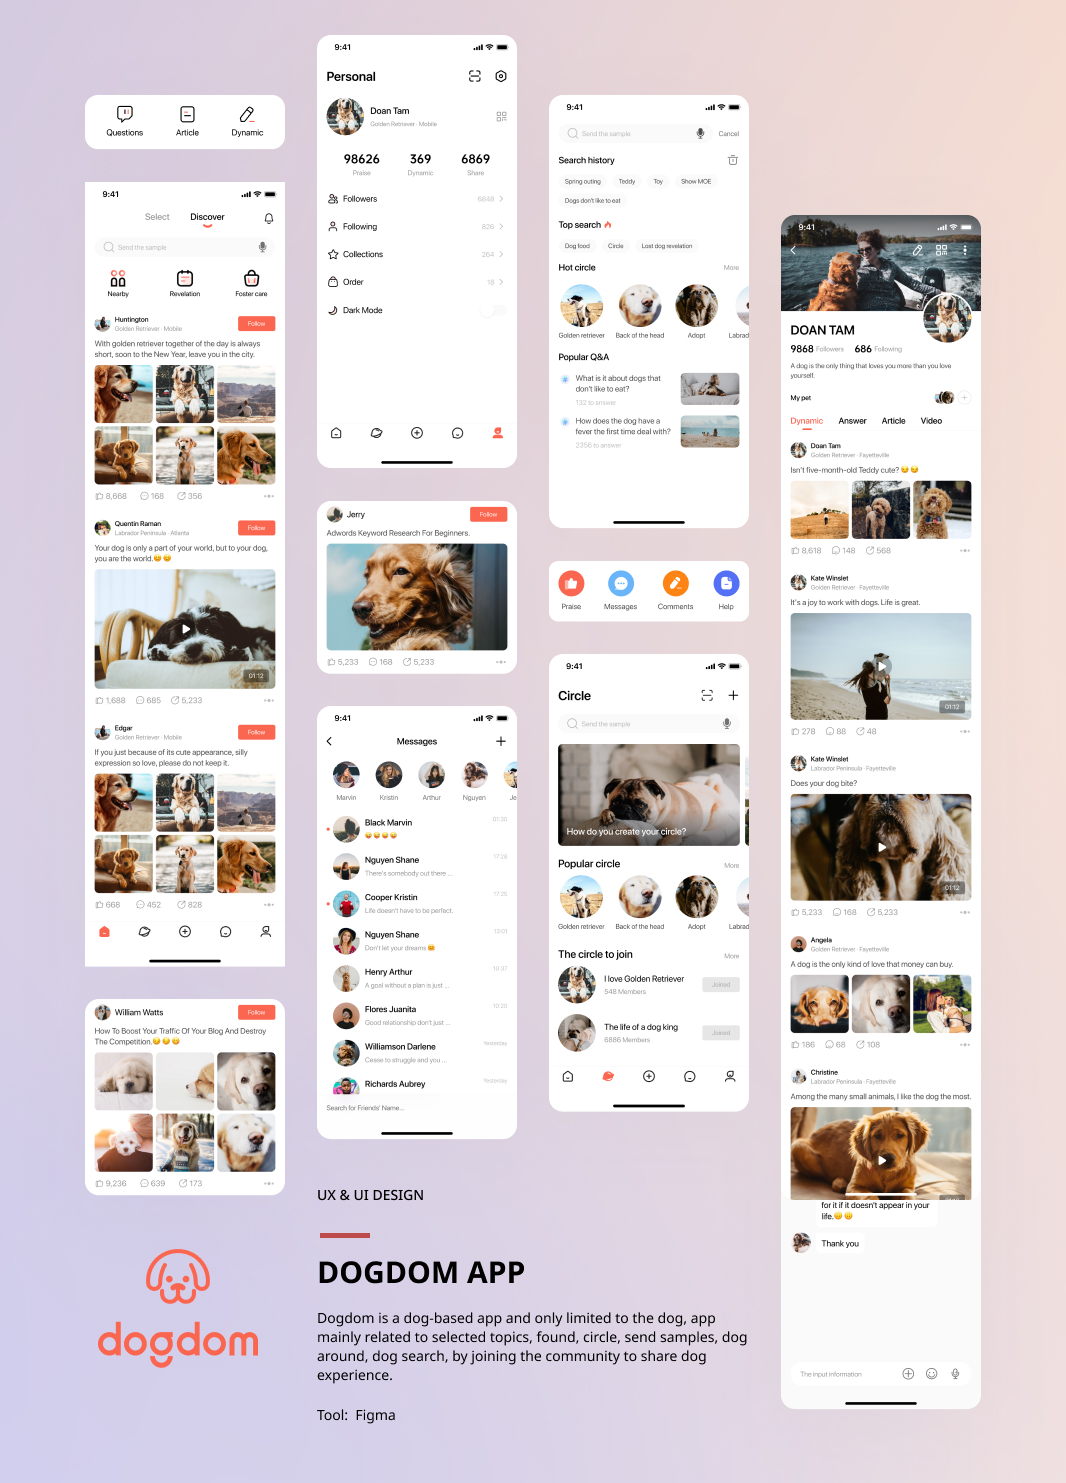 Questions
Article
Dynamic
9:41
Select
Discover
Send the sample
Nearby
Revelation
Foster care
Huntington
Golden Retriever · Mobile
Follow
With golden retriever together of the day is always
short, soon to the New Year, leave you in the city.
8,668
168
356
Quentin Raman
Labrador Peninsula · Atlanta
Follow
Your dog is only a part of your world, but to your dog,
you are the world.
01:12
1,688
685
5,233
Edgar
Golden Retriever · Mobile
Follow
If you just because of its cute appearance, silly
expression so love, please do not keep it.
668
452
828
William Watts
Follow
How To Boost Your Traffic Of Your Blog And Destroy
The Competition.
9,236
639
173
dogdom
9:41
Personal
Doan Tam
Golden Retriever · Mobile
98626
369
6869
Praise
Dynamic
Share
Followers
6848
Following
826
Collections
264
Order
18
Dark Mode
Jerry
Follow
Adwords Keyword Research For Beginners.
5,233
168
5,233
9:41
Messages
Marvin
Kristin
Arthur
Nguyen
Je
Black Marvin
01:20
Nguyen Shane
17:28
There's somebody out there ...
Cooper Kristin
17:25
Life doesn't have to be perfect.
Nguyen Shane
13:01
Don't let your dreams
Henry Arthur
10:37
A goal without a plan is just ...
Flores Juanita
10:20
Good relationship don't just ...
Williamson Darlene
Yesterday
Cease to struggle and you ...
Richards Aubrey
Yesterday
Search for Friends' Name...
9:41
Send the sample
Cancel
Search history
Spring outing
Teddy
Toy
Show MOE
Dogs don't like to eat
Top search
Dog food
Circle
Lost dog revelation
Hot circle
More
Golden retriever
Back of the head
Adopt
Labrad
Popular Q&A
#
What is it about dogs that
don't like to eat?
132 to answer
#
How does the dog have a
fever the first time deal with?
2356 to answer
Praise
Messages
Comments
Help
9:41
Circle
Send the sample
How do you create your circle?
Popular circle
More
Golden retriever
Back of the head
Adopt
Labrad
The circle to join
More
I love Golden Retriever
548 Members
Joined
The life of a dog king
6886 Members
Joined
9:41
DOAN TAM
9868 Followers
686 Following
A dog is the only thing that loves you more than you love
yourself.
My pet
Dynamic
Answer
Article
Video
Doan Tam
Golden Retriever · Fayetteville
Isn't five-month-old Teddy cute?
8,618
148
568
Kate Winslet
Golden Retriever · Fayetteville
It's a joy to work with dogs. Life is great.
01:12
278
88
48
Kate Winslet
Labrador Peninsula · Fayetteville
Does your dog bite?
01:12
5,233
168
5,233
Angela
Golden Retriever · Fayetteville
A dog is the only kind of love that money can buy.
186
68
108
Christine
Labrador Peninsula · Fayetteville
Among the many small animals, I like the dog the most.
for it if it doesn't appear in your
life.
Thank you
The input information
UX & UI DESIGN
DOGDOM APP
Dogdom is a dog-based app and only limited to the dog, app
mainly related to selected topics, found, circle, send samples, dog
around, dog search, by joining the community to share dog
experience.
Tool: Figma